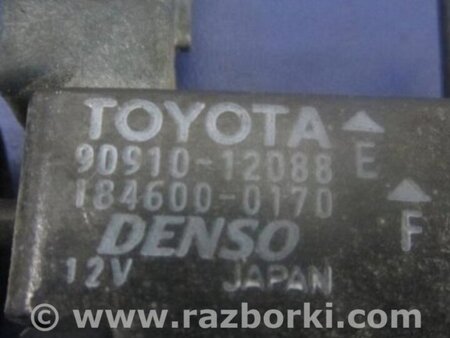 TOYOTA
90910-12088 E
184600-0170
DENSO F
12V JAPAN
© www.razborki.com